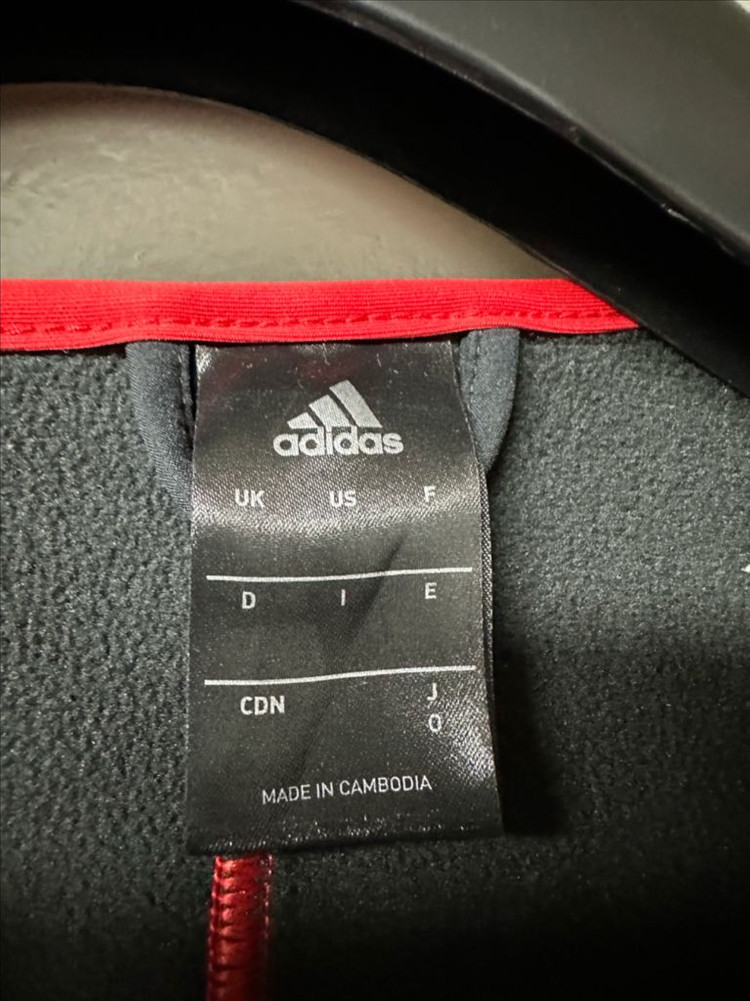 adidas
UK US F
D I E
CDN J
O
MADE IN CAMBODIA